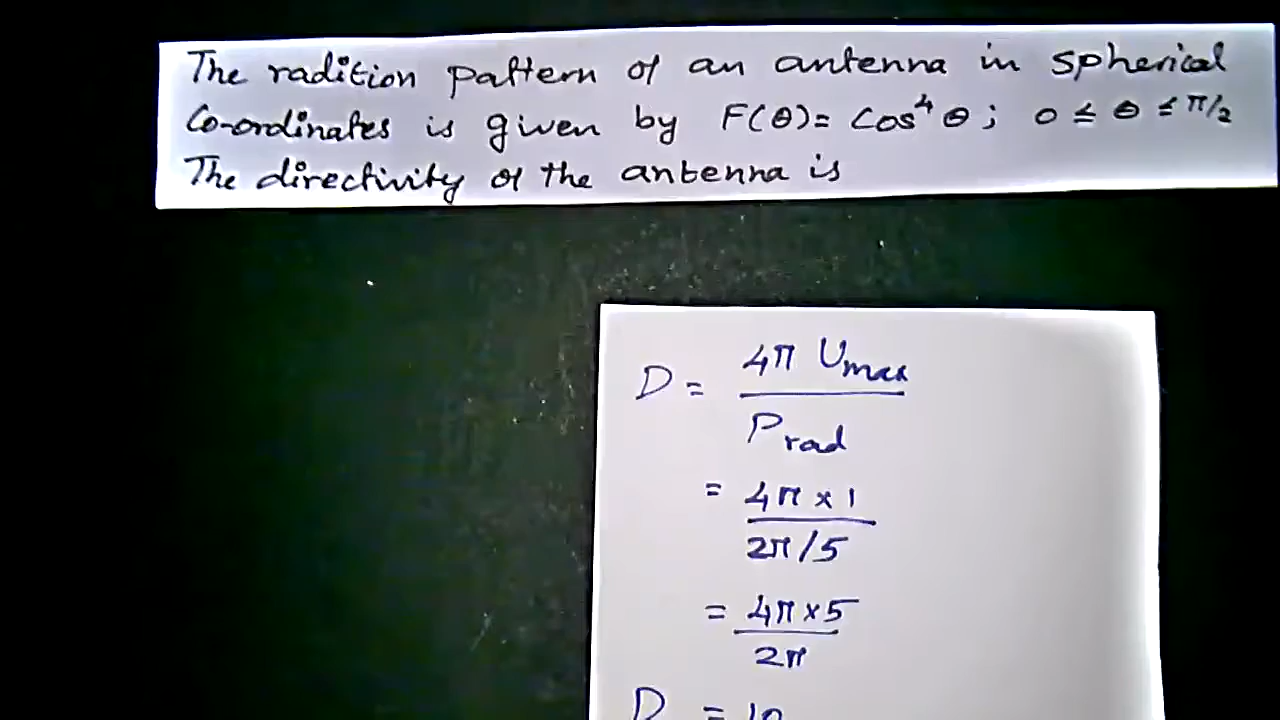 The radition pattern of an antenna in spherical
Co-ordinates is given by F(θ)= Cos⁴θ; 0 ≤ θ ≤ π/2
The directivity of the antenna is
D = 4π Umax / Prad
= 4π × 1 / 2π/5
= 4π×5 / 2π
D = 10